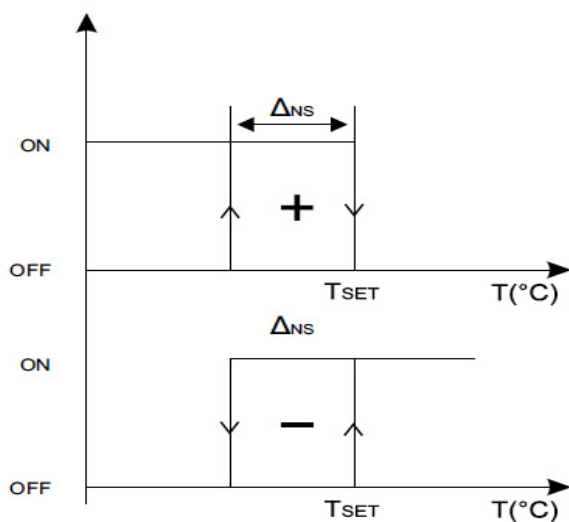 ΔNS
ON
+
OFF
TSET T(°C)
ΔNS
ON
−
OFF
TSET T(°C)